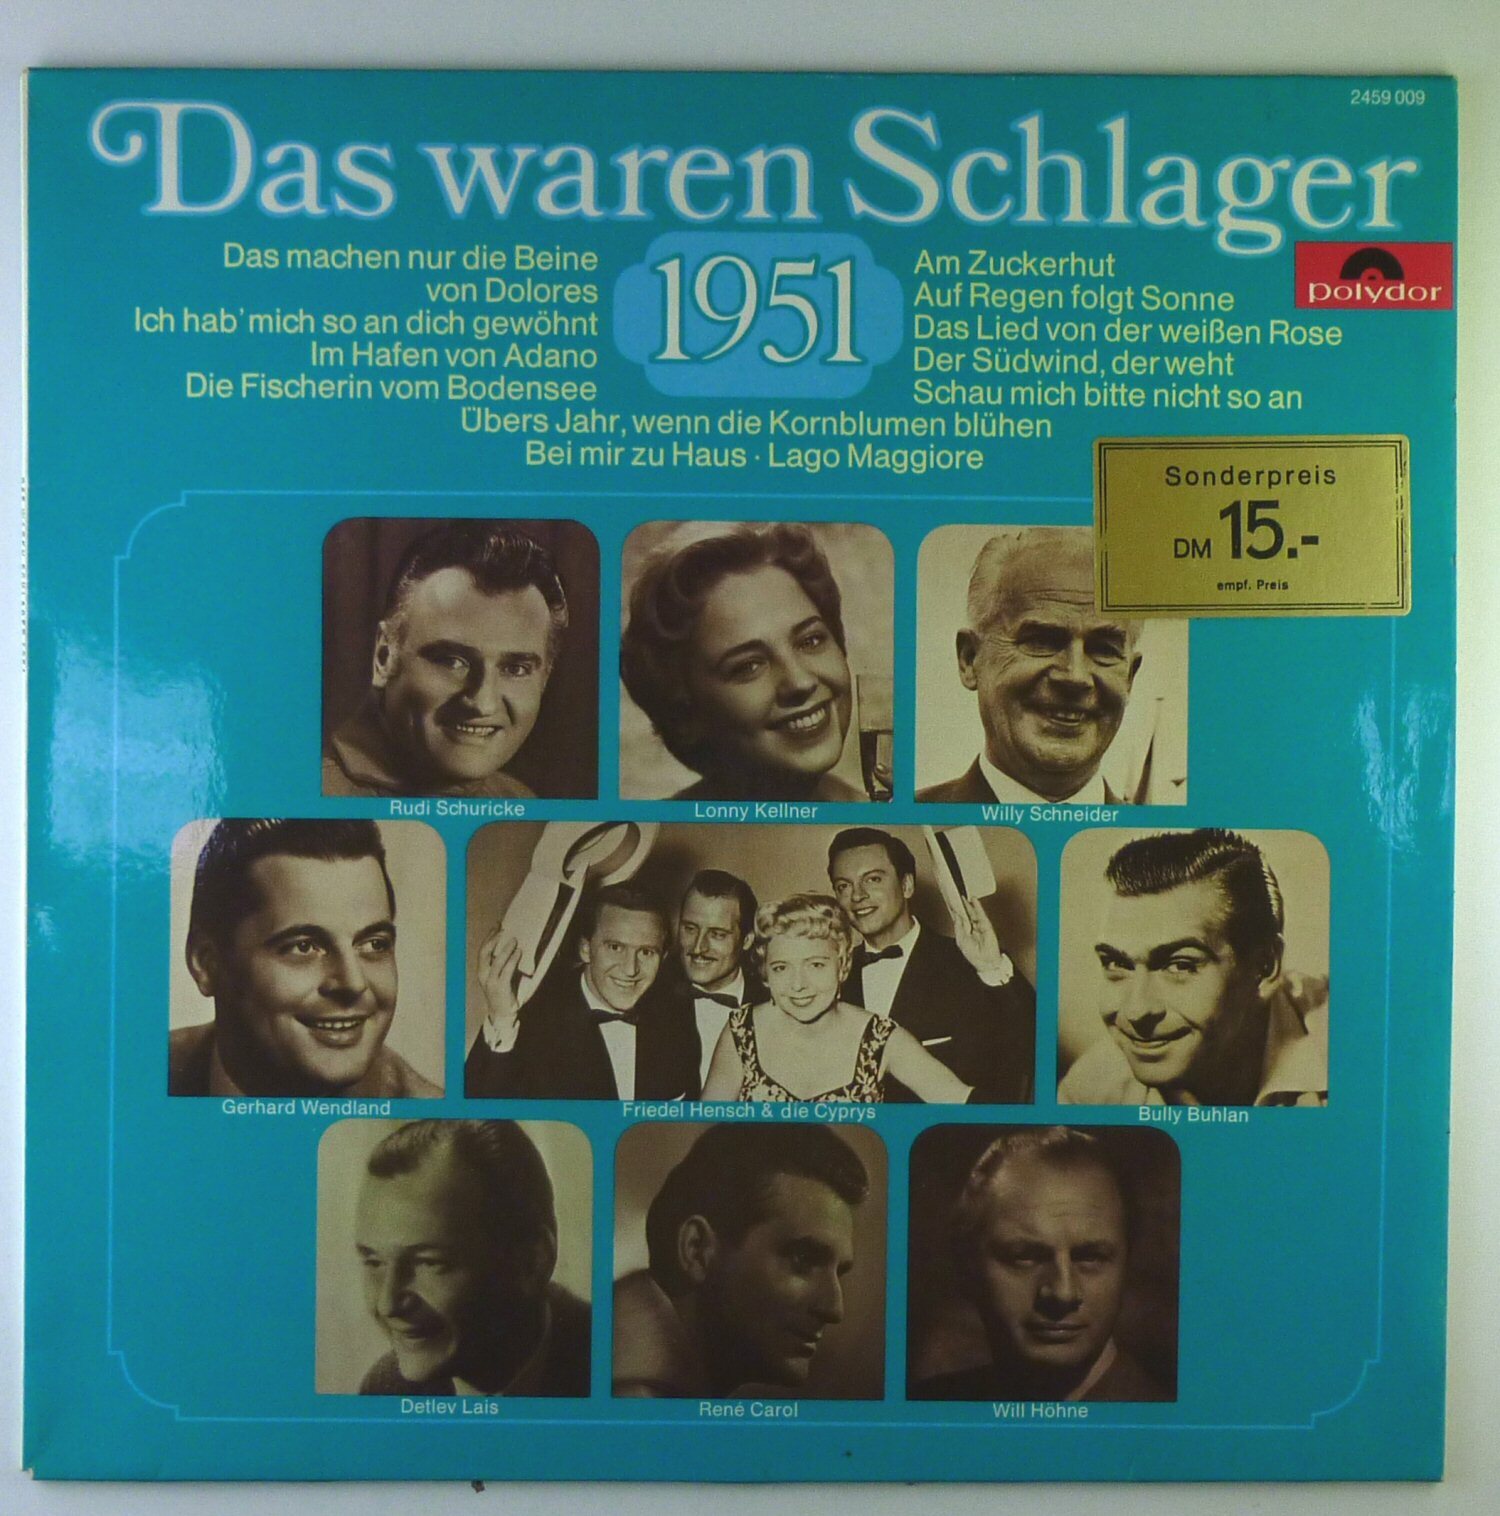 2459 009
Das waren Schlager
1951
Das machen nur die Beine
von Dolores
Ich hab' mich so an dich gewöhnt
Im Hafen von Adano
Die Fischerin vom Bodensee
Am Zuckerhut
Auf Regen folgt Sonne
Das Lied von der weißen Rose
Der Südwind, der weht
Schau mich bitte nicht so an
Übers Jahr, wenn die Kornblumen blühen
Bei mir zu Haus · Lago Maggiore
polydor
Sonderpreis
DM 15.-
empf. Preis
Rudi Schuricke
Lonny Kellner
Willy Schneider
Gerhard Wendland
Friedel Hensch & die Cyprys
Bully Buhlan
Detlev Lais
René Carol
Will Höhne